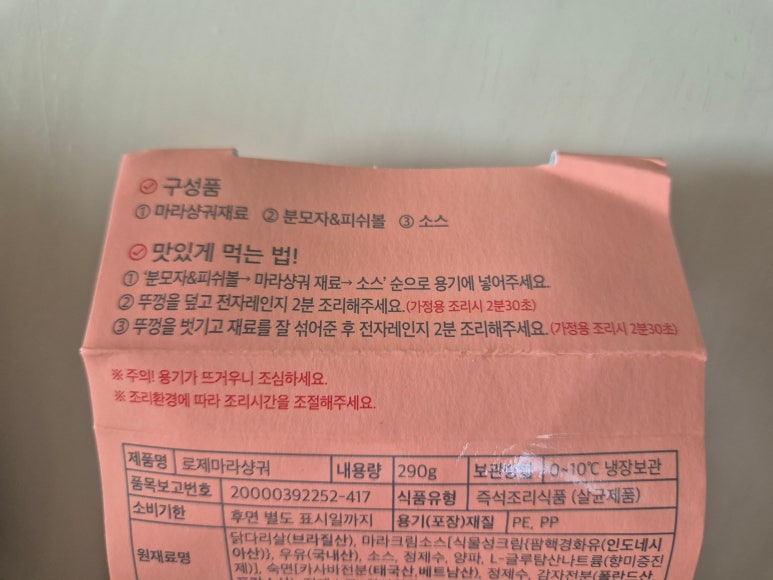 구성품
① 마라샹궈재료 ② 분모자&피쉬볼 ③ 소스
맛있게 먹는 법!
① '분모자&피쉬볼→ 마라샹궈 재료→ 소스' 순으로 용기에 넣어주세요.
② 뚜껑을 덮고 전자레인지 2분 조리해주세요.(가정용 조리시 2분30초)
③ 뚜껑을 벗기고 재료를 잘 섞어준 후 전자레인지 2분 조리해주세요.(가정용 조리시 2분30초)
※ 주의! 용기가 뜨거우니 조심하세요.
※ 조리환경에 따라 조리시간을 조절해주세요.
제품명 로제마라샹궈 내용량 290g 보관방법 0~10℃ 냉장보관
품목보고번호 20000392252-417 식품유형 즉석조리식품 (살균제품)
소비기한 후면 별도 표시일까지 용기(포장)재질 PE, PP
원재료명 닭다리살(브라질산), 마라크림소스{식물성크림{팜핵경화유(인도네시
아산)}, 우유(국내산), 소스, 정제수, 양파, L-글루탐산나트륨(향미증진
제)}, 숙면[카사바전분(태국산,베트남산), 정제수, 감자전분(폴란드산,